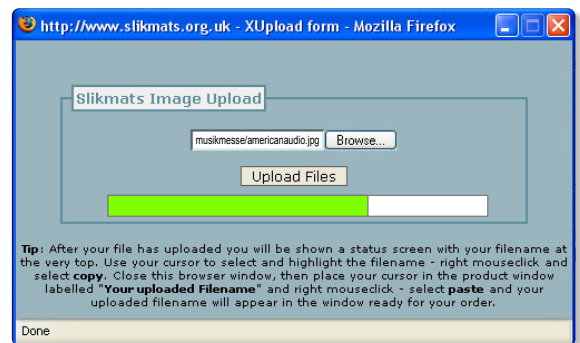 http://www.slikmats.org.uk - XUpload form - Mozilla Firefox
Slikmats Image Upload
musikmesse/americanaudio.jpg Browse...
Upload Files
Tip: After your file has uploaded you will be shown a status screen with your filename at
the very top. Use your cursor to select and highlight the filename - right mouseclick and
select copy. Close this browser window, then place your cursor in the product window
labelled "Your uploaded Filename" and right mouseclick - select paste and your
uploaded filename will appear in the window ready for your order.
Done